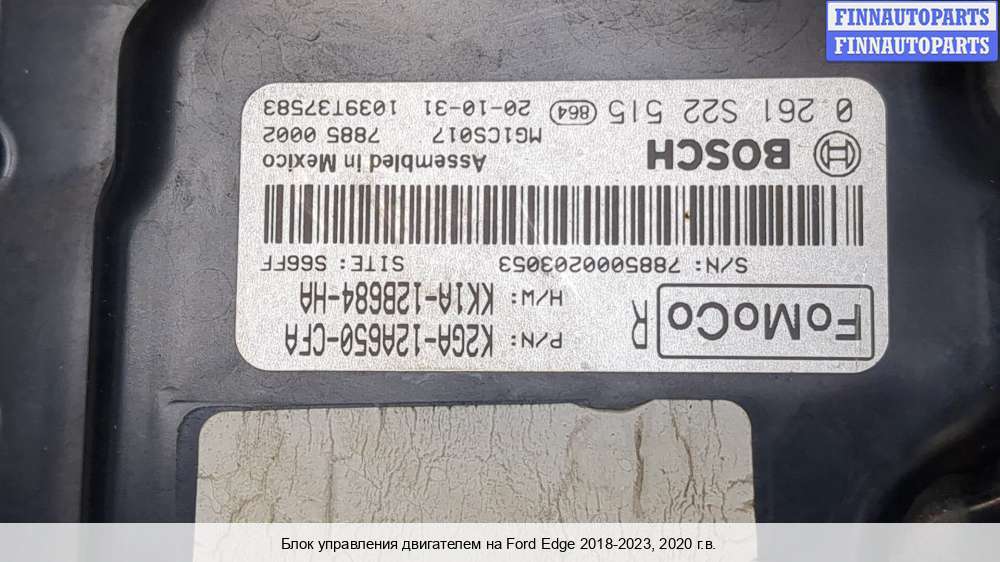 FINNAUTOPARTS
FINNAUTOPARTS
FoMoCo R
P/N: K2GA-12A650-CFA
H/W: KK1A-12B684-HA
S/N: 7885000203053 SITE: S66FF
BOSCH
Assembled in Mexico
MG1CS017 7885 0002
0 261 S22 515 864 20-10-31 1039T37583
Блок управления двигателем на Ford Edge 2018-2023, 2020 г.в.